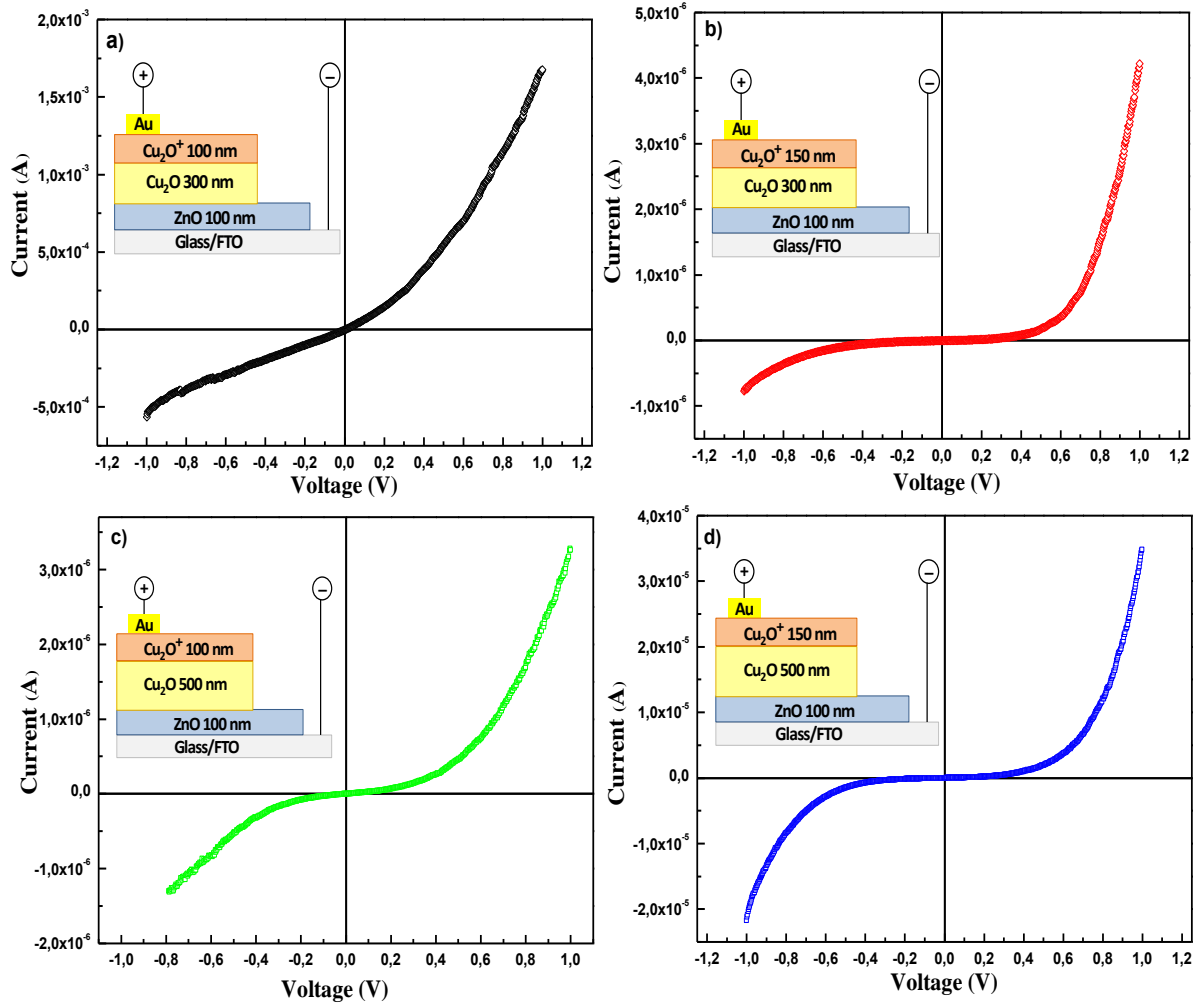 a)
2,0x10⁻³
1,5x10⁻³
1,0x10⁻³
5,0x10⁻⁴
0,0
-5,0x10⁻⁴
Current (A)
+
−
Au
Cu₂O⁺ 100 nm
Cu₂O 300 nm
ZnO 100 nm
Glass/FTO
-1,2 -1,0 -0,8 -0,6 -0,4 -0,2 0,0 0,2 0,4 0,6 0,8 1,0 1,2
Voltage (V)
b)
5,0x10⁻⁶
4,0x10⁻⁶
3,0x10⁻⁶
2,0x10⁻⁶
1,0x10⁻⁶
0,0
-1,0x10⁻⁶
Current (A)
+
−
Au
Cu₂O⁺ 150 nm
Cu₂O 300 nm
ZnO 100 nm
Glass/FTO
-1,2 -1,0 -0,8 -0,6 -0,4 -0,2 0,0 0,2 0,4 0,6 0,8 1,0 1,2
Voltage (V)
c)
3,0x10⁻⁶
2,0x10⁻⁶
1,0x10⁻⁶
0,0
-1,0x10⁻⁶
-2,0x10⁻⁶
Current (A)
+
−
Au
Cu₂O⁺ 100 nm
Cu₂O 500 nm
ZnO 100 nm
Glass/FTO
-1,0 -0,8 -0,6 -0,4 -0,2 0,0 0,2 0,4 0,6 0,8 1,0
Voltage (V)
d)
4,0x10⁻⁵
3,0x10⁻⁵
2,0x10⁻⁵
1,0x10⁻⁵
0,0
-1,0x10⁻⁵
-2,0x10⁻⁵
Current (A)
+
−
Au
Cu₂O⁺ 150 nm
Cu₂O 500 nm
ZnO 100 nm
Glass/FTO
-1,2 -1,0 -0,8 -0,6 -0,4 -0,2 0,0 0,2 0,4 0,6 0,8 1,0 1,2
Voltage (V)